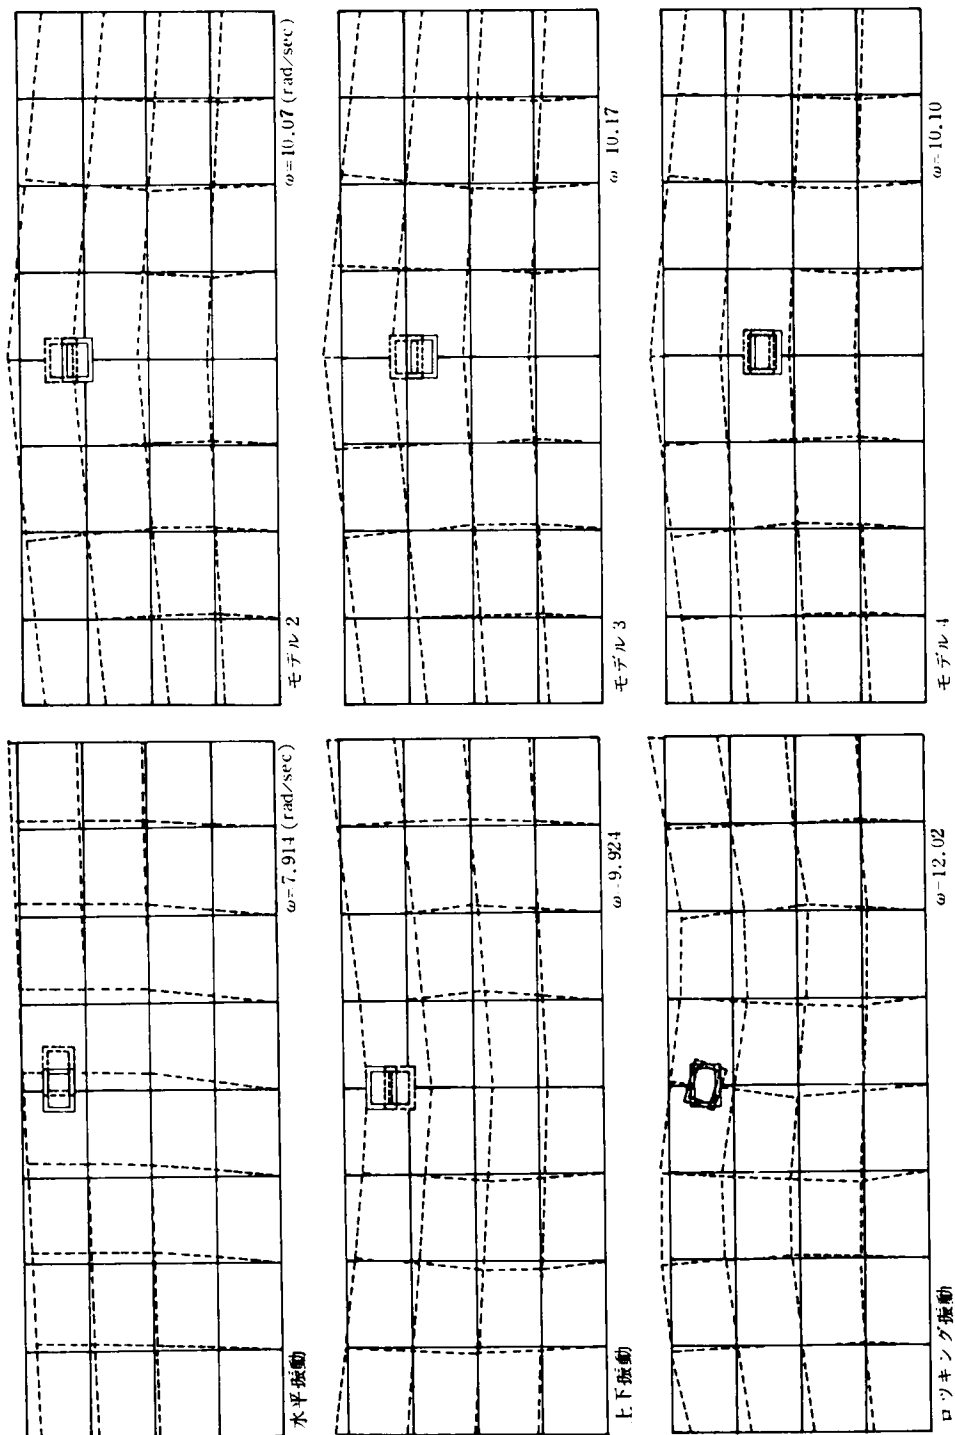 モデル 2
ω=10.07 (rad/sec)
モデル 3
ω 10.17
モデル 4
ω=10.10
水平振動
ω=7.914 (rad/sec)
上下振動
ω-9.924
ロッキング振動
ω-12.02